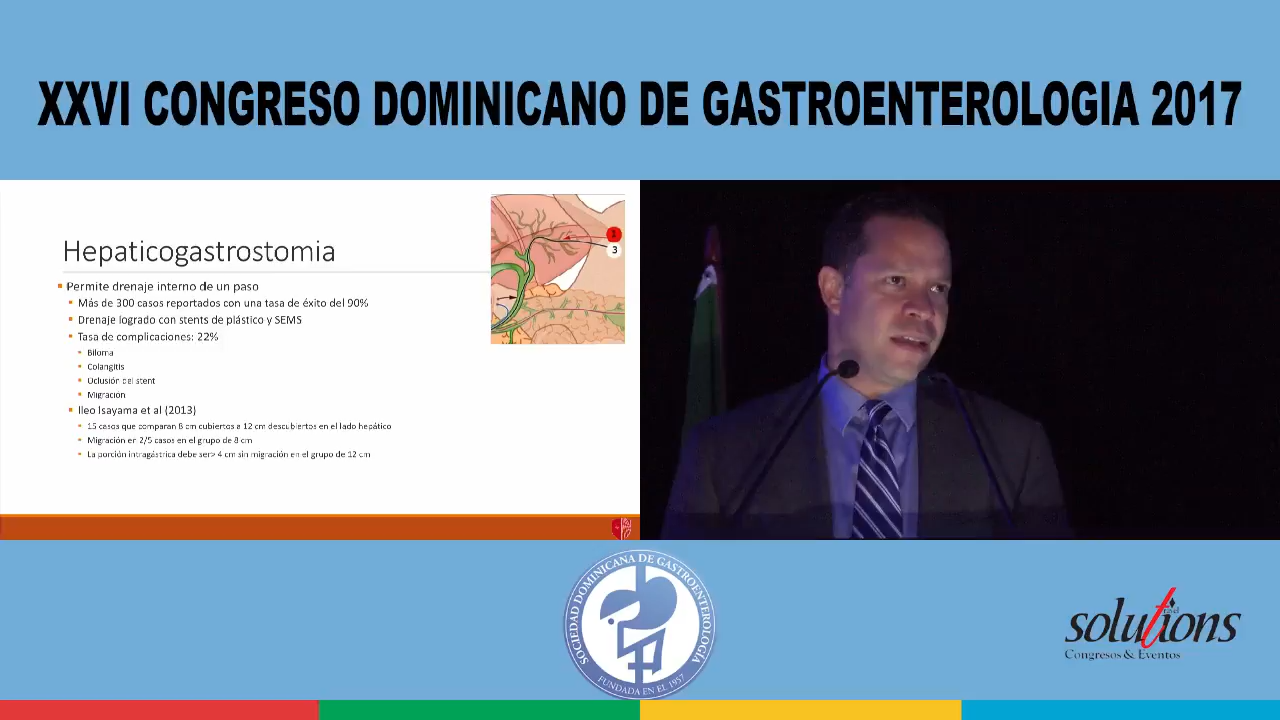 XXVI CONGRESO DOMINICANO DE GASTROENTEROLOGIA 2017
Hepaticogastrostomia
Permite drenaje interno de un paso
Más de 300 casos reportados con una tasa de éxito del 90%
Drenaje logrado con stents de plástico y SEMS
Tasa de complicaciones: 22%
Biloma
Colangitis
Oclusión del stent
Migración
Ileo Isayama et al (2013)
15 casos que comparan 8 cm cubiertos a 12 cm descubiertos en el lado hepático
Migración en 2/5 casos en el grupo de 8 cm
La porción intragástrica debe ser> 4 cm sin migración en el grupo de 12 cm
3
SOCIEDAD DOMINICANA DE GASTROENTEROLOGÍA
FUNDADA EN EL 1957
solutions
Congresos & Eventos